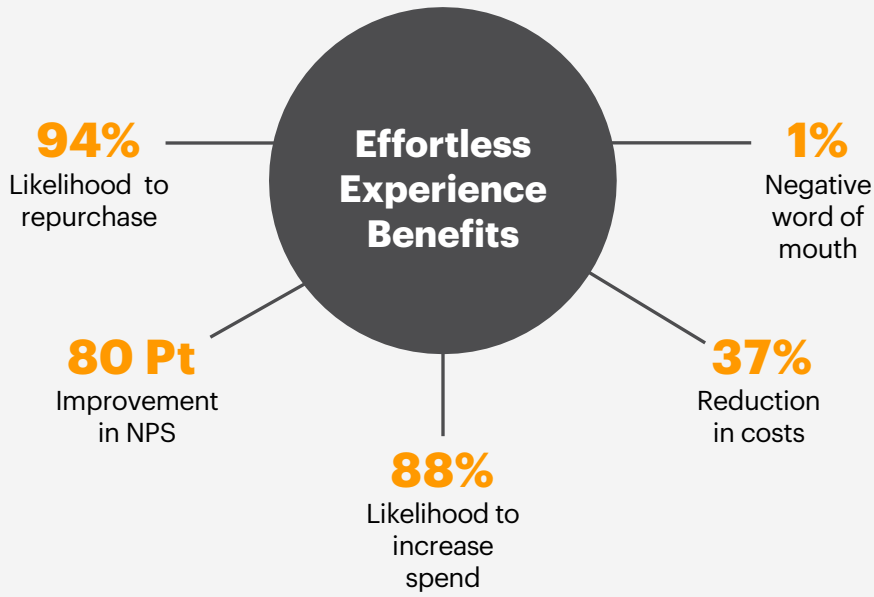 Effortless
Experience
Benefits
94%
Likelihood to
repurchase
80 Pt
Improvement
in NPS
88%
Likelihood to
increase
spend
37%
Reduction
in costs
1%
Negative
word of
mouth